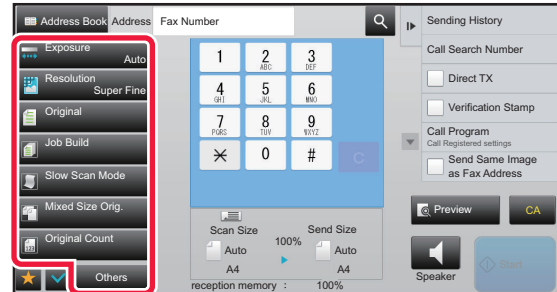 Address Book Address Fax Number
Exposure
Auto
Resolution
Super Fine
Original
Job Build
Slow Scan Mode
Mixed Size Orig.
Original Count
Others
1 2 3
ABC DEF
4 5 6
GHI JKL MNO
7 8 9
PQRS TUV WXYZ
0 #
C
Scan Size
Auto
A4
100%
Send Size
Auto
A4
reception memory : 100%
Sending History
Call Search Number
Direct TX
Verification Stamp
Call Program
Call Registered settings
Send Same Image
as Fax Address
Preview
CA
Speaker
Start